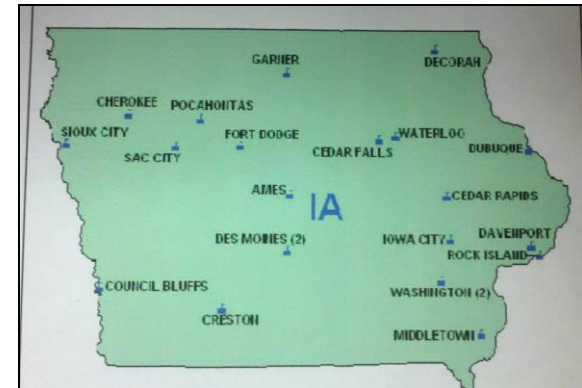 GARNER
DECORAH
CHEROKEE
POCAHONTAS
SIOUX CITY
SAC CITY
FORT DODGE
CEDAR FALLS
WATERLOO
DUBUQUE
AMES
IA
CEDAR RAPIDS
DES MOINES (2)
IOWA CITY
DAVENPORT
ROCK ISLAND
COUNCIL BLUFFS
WASHINGTON (2)
CRESTON
MIDDLETOWN